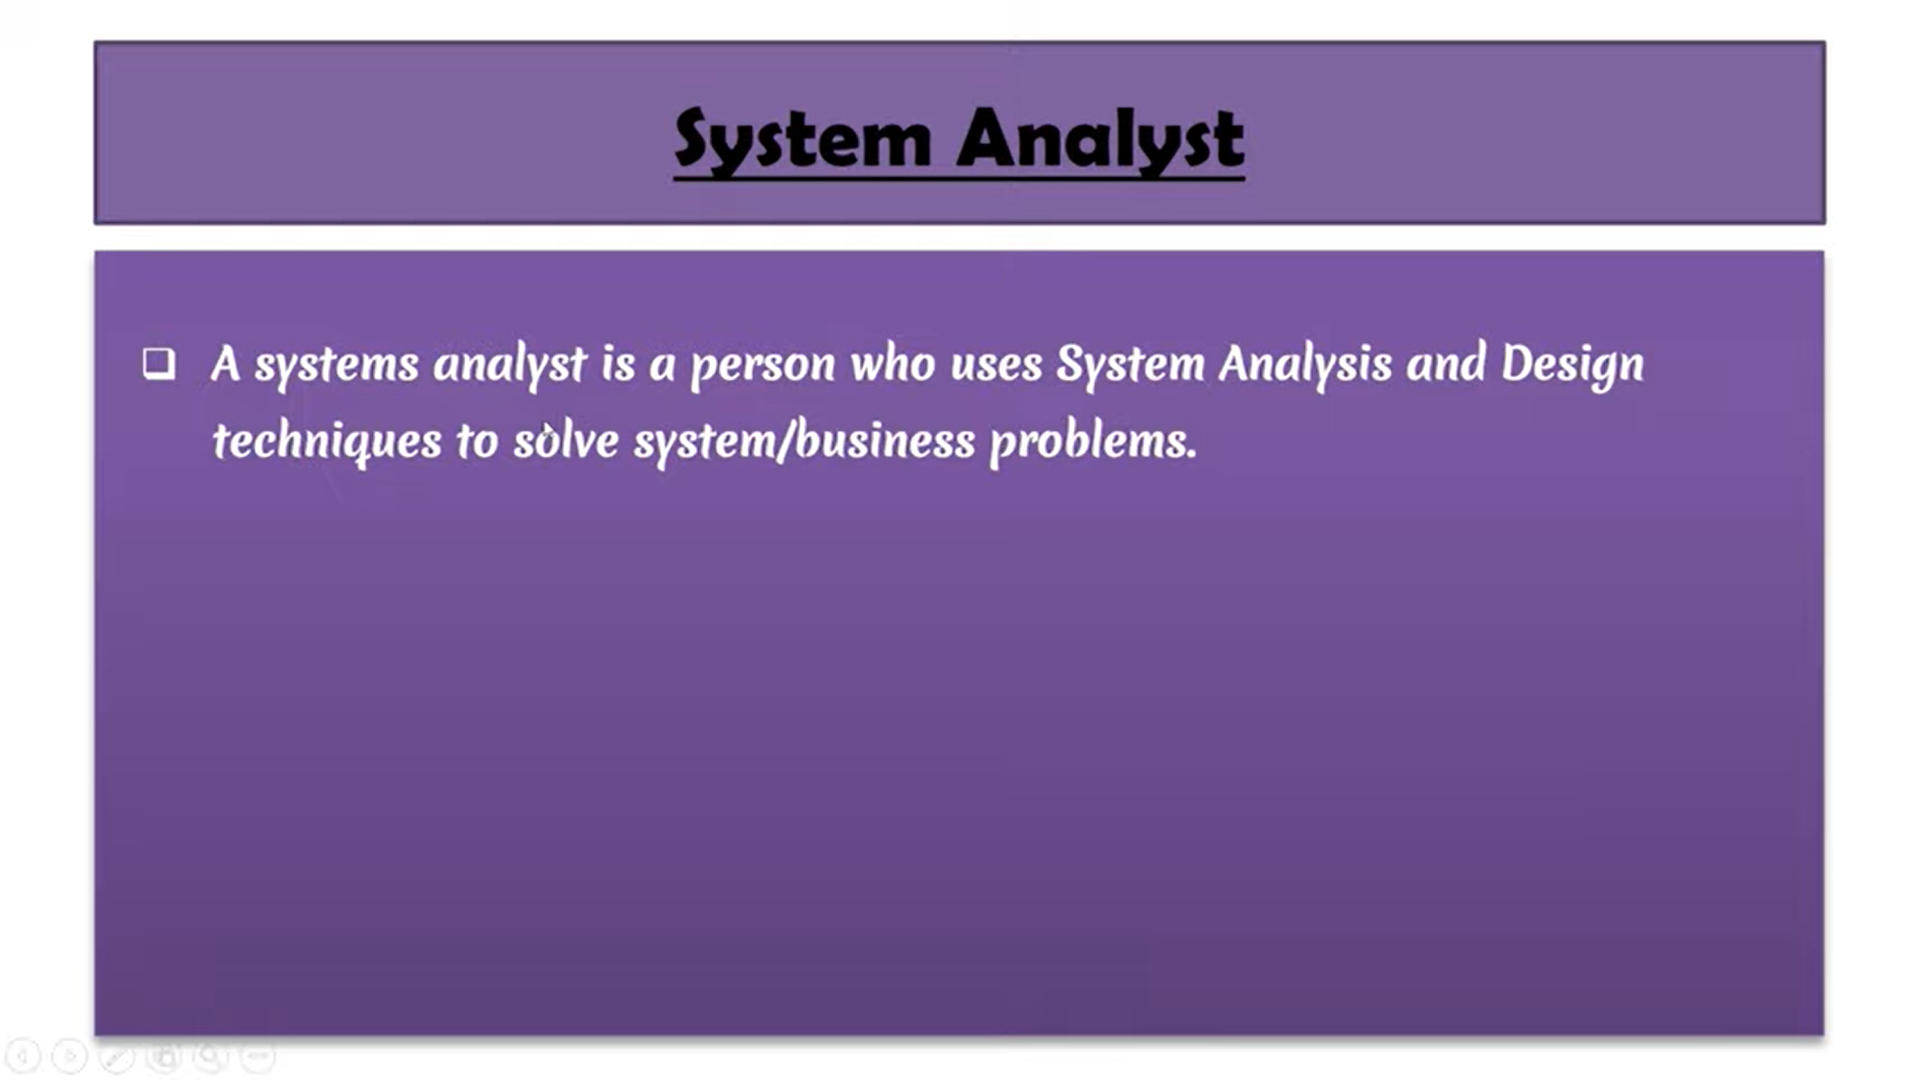 System Analyst
❑ A systems analyst is a person who uses System Analysis and Design
techniques to solve system/business problems.